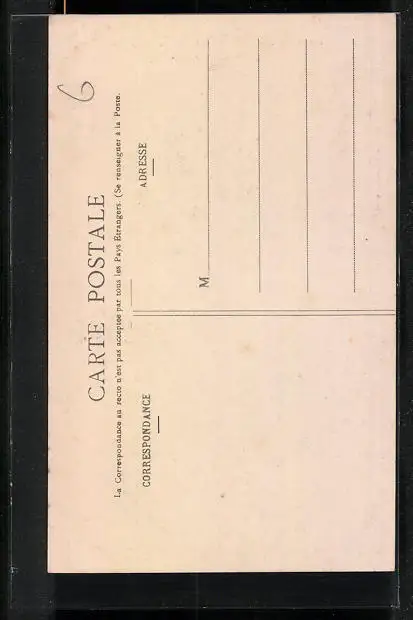 6
CARTE POSTALE
La Correspondance au recto n'est pas acceptée par tous les Pays Étrangers. (Se renseigner à la Poste.
CORRESPONDANCE
ADRESSE
M